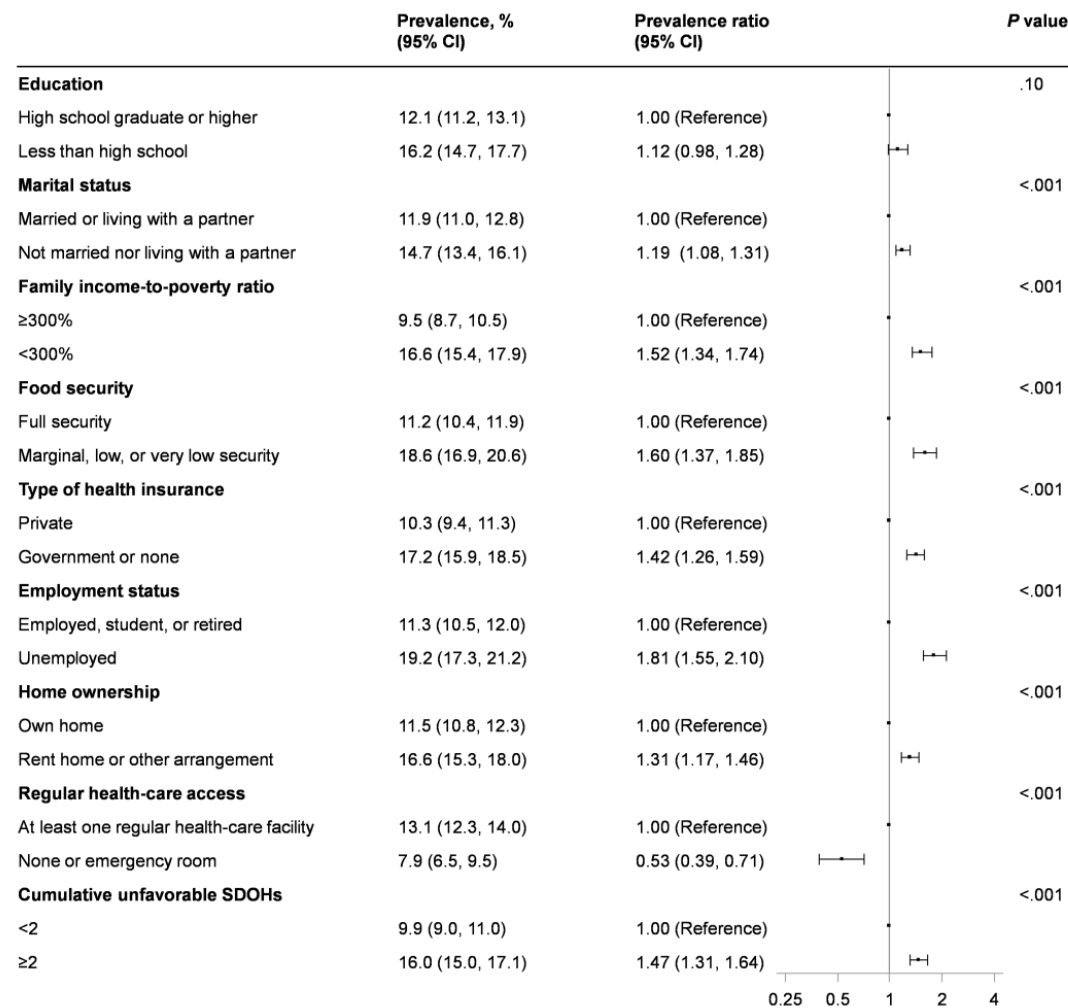 Prevalence, % (95% CI) Prevalence ratio (95% CI) P value
Education .10
High school graduate or higher 12.1 (11.2, 13.1) 1.00 (Reference)
Less than high school 16.2 (14.7, 17.7) 1.12 (0.98, 1.28)
Marital status <.001
Married or living with a partner 11.9 (11.0, 12.8) 1.00 (Reference)
Not married nor living with a partner 14.7 (13.4, 16.1) 1.19 (1.08, 1.31)
Family income-to-poverty ratio <.001
≥300% 9.5 (8.7, 10.5) 1.00 (Reference)
<300% 16.6 (15.4, 17.9) 1.52 (1.34, 1.74)
Food security <.001
Full security 11.2 (10.4, 11.9) 1.00 (Reference)
Marginal, low, or very low security 18.6 (16.9, 20.6) 1.60 (1.37, 1.85)
Type of health insurance <.001
Private 10.3 (9.4, 11.3) 1.00 (Reference)
Government or none 17.2 (15.9, 18.5) 1.42 (1.26, 1.59)
Employment status <.001
Employed, student, or retired 11.3 (10.5, 12.0) 1.00 (Reference)
Unemployed 19.2 (17.3, 21.2) 1.81 (1.55, 2.10)
Home ownership <.001
Own home 11.5 (10.8, 12.3) 1.00 (Reference)
Rent home or other arrangement 16.6 (15.3, 18.0) 1.31 (1.17, 1.46)
Regular health-care access <.001
At least one regular health-care facility 13.1 (12.3, 14.0) 1.00 (Reference)
None or emergency room 7.9 (6.5, 9.5) 0.53 (0.39, 0.71)
Cumulative unfavorable SDOHs <.001
<2 9.9 (9.0, 11.0) 1.00 (Reference)
≥2 16.0 (15.0, 17.1) 1.47 (1.31, 1.64)
0.25 0.5 1 2 4